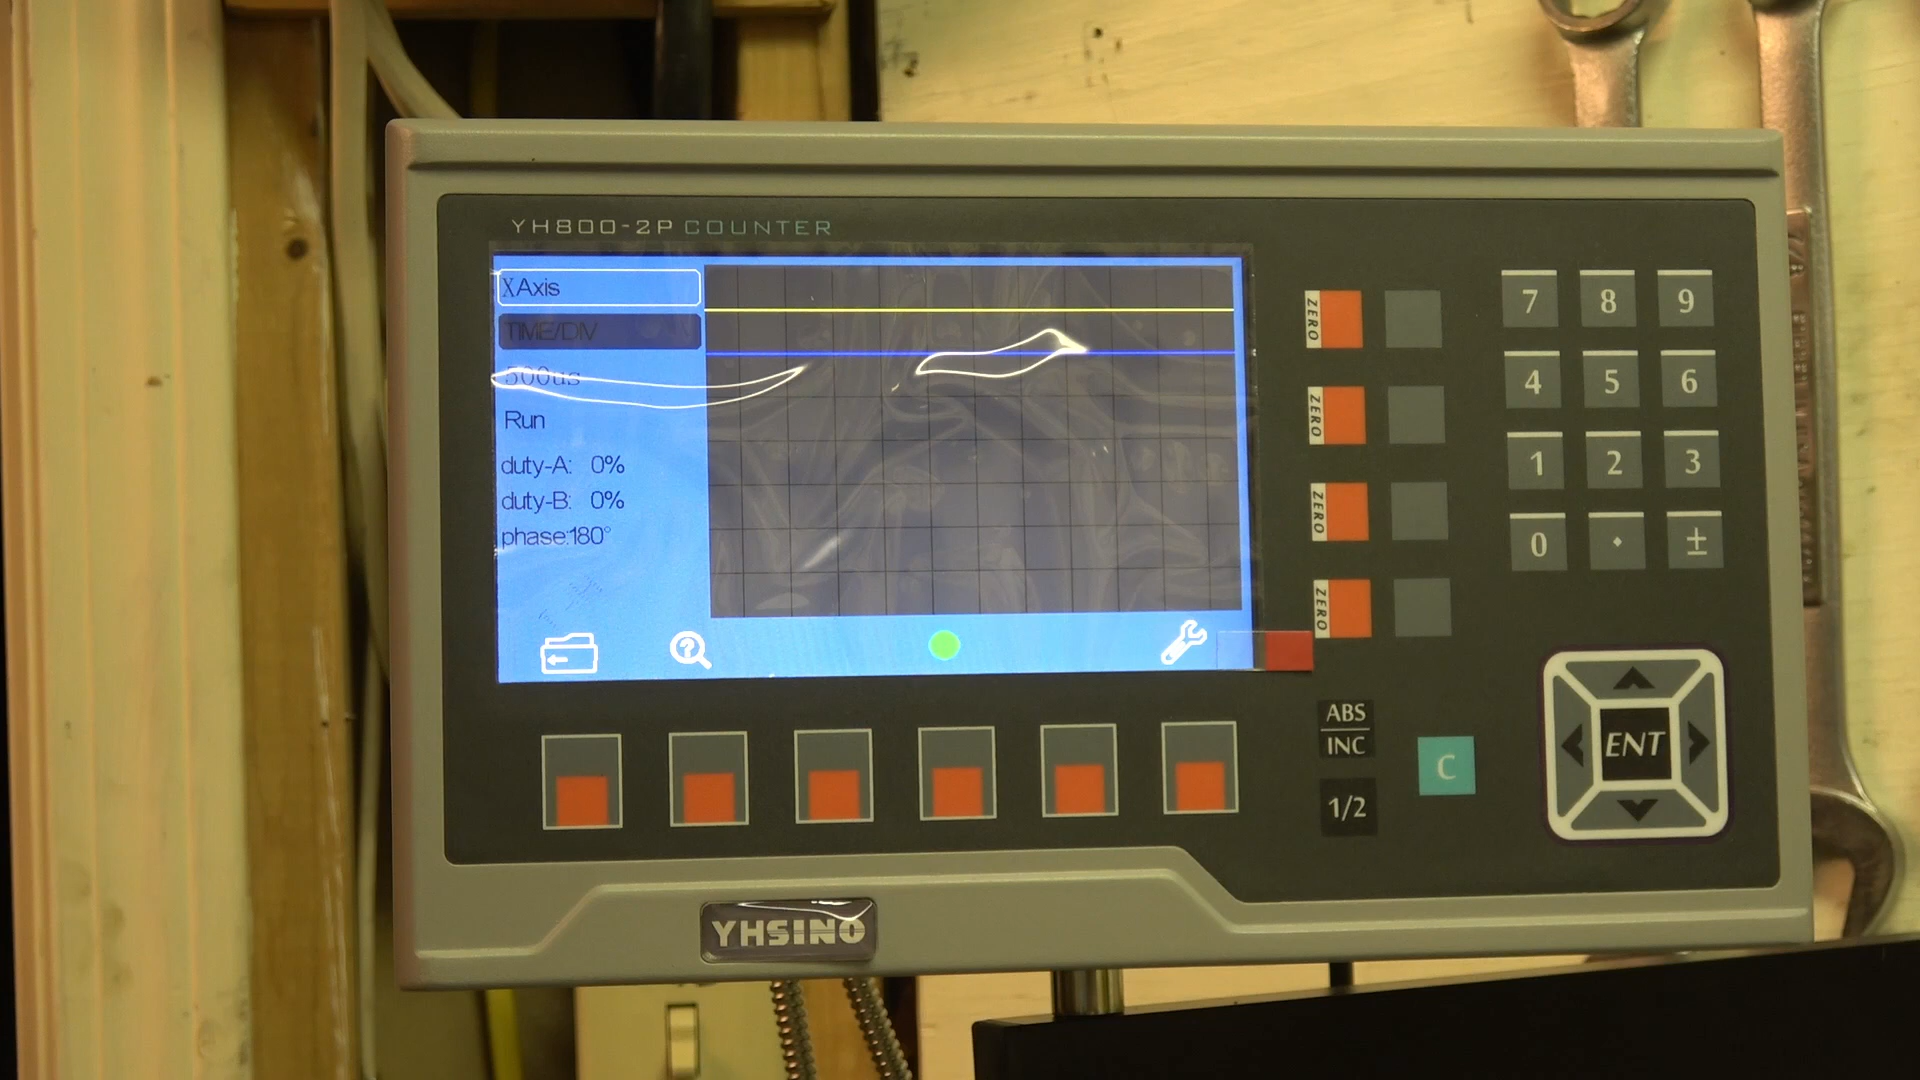 YH800-2P COUNTER
XAxis
TIME/DIV
500us
Run
duty-A: 0%
duty-B: 0%
phase:180°
ZERO
ZERO
ZERO
ZERO
7 8 9
4 5 6
1 2 3
0 · ±
ABS
INC
1/2
C
ENT
YHSINO